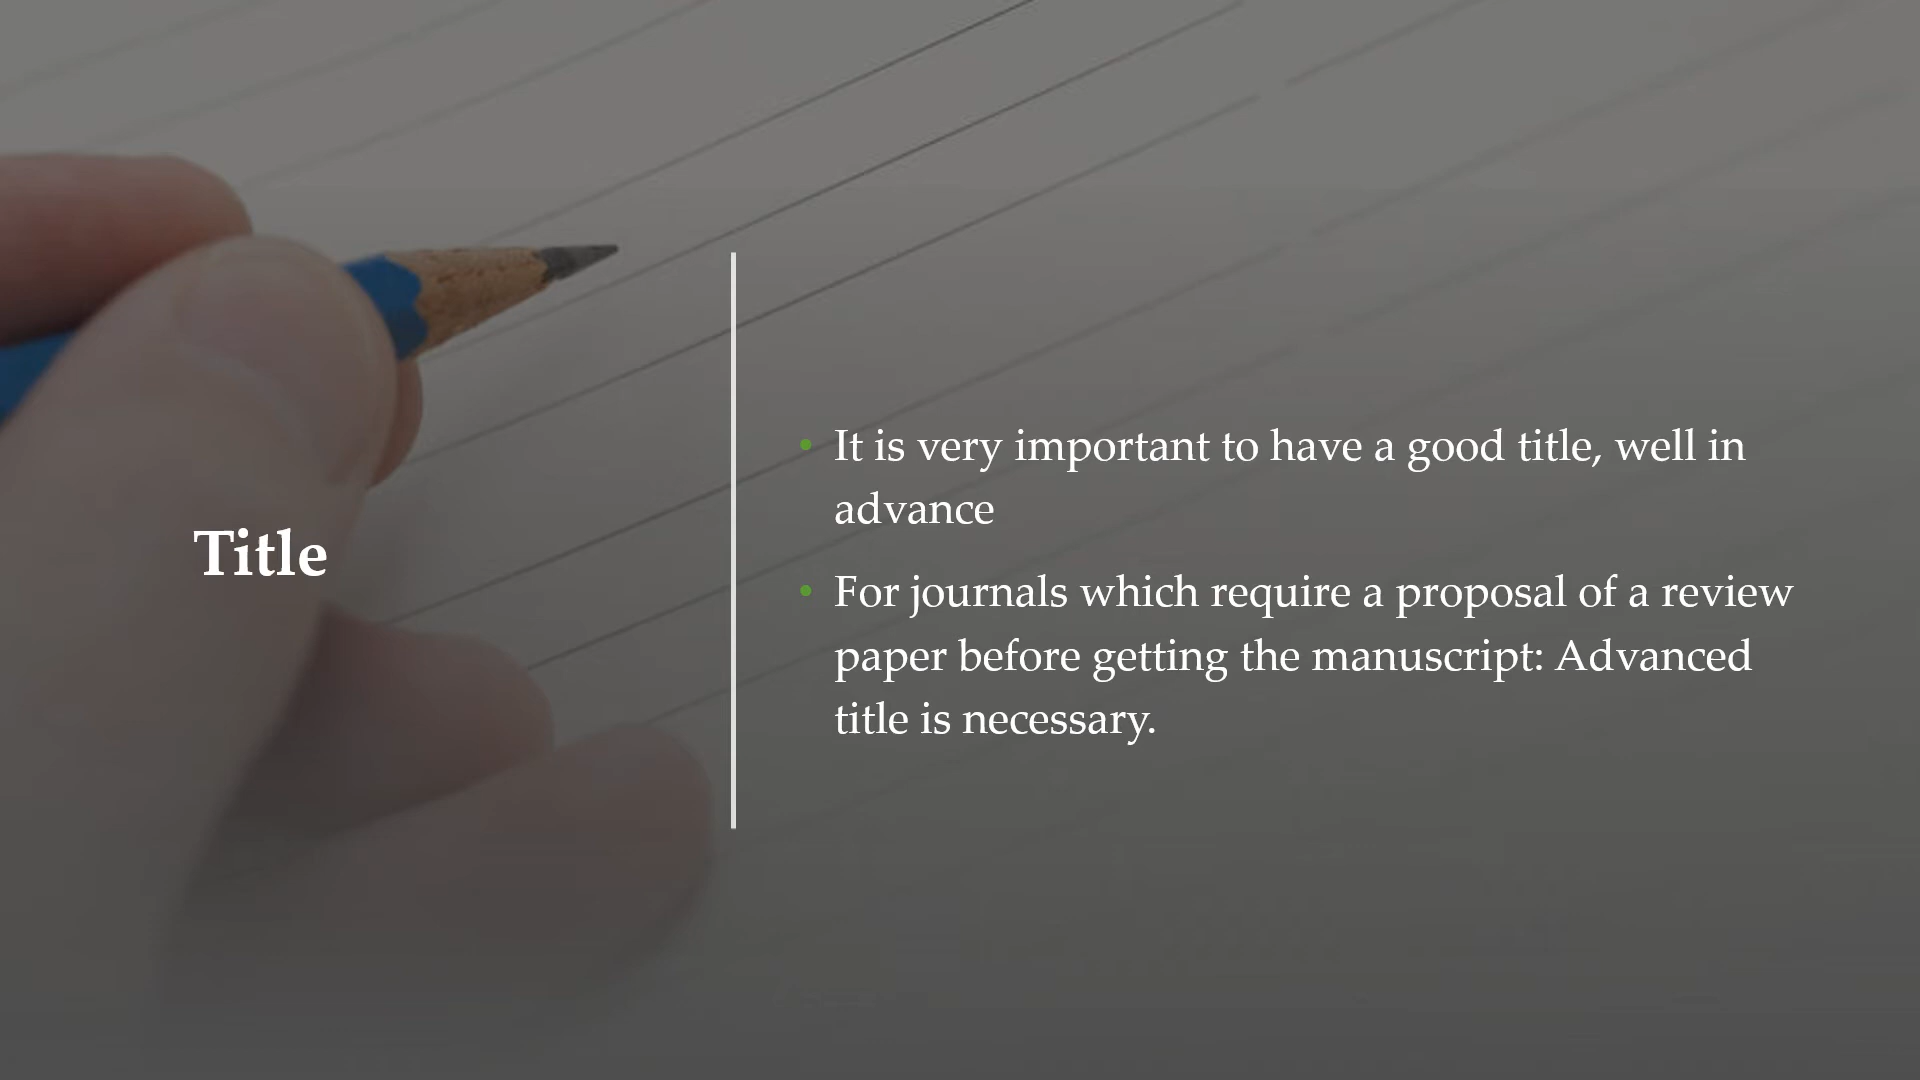 Title
• It is very important to have a good title, well in
advance
• For journals which require a proposal of a review
paper before getting the manuscript: Advanced
title is necessary.